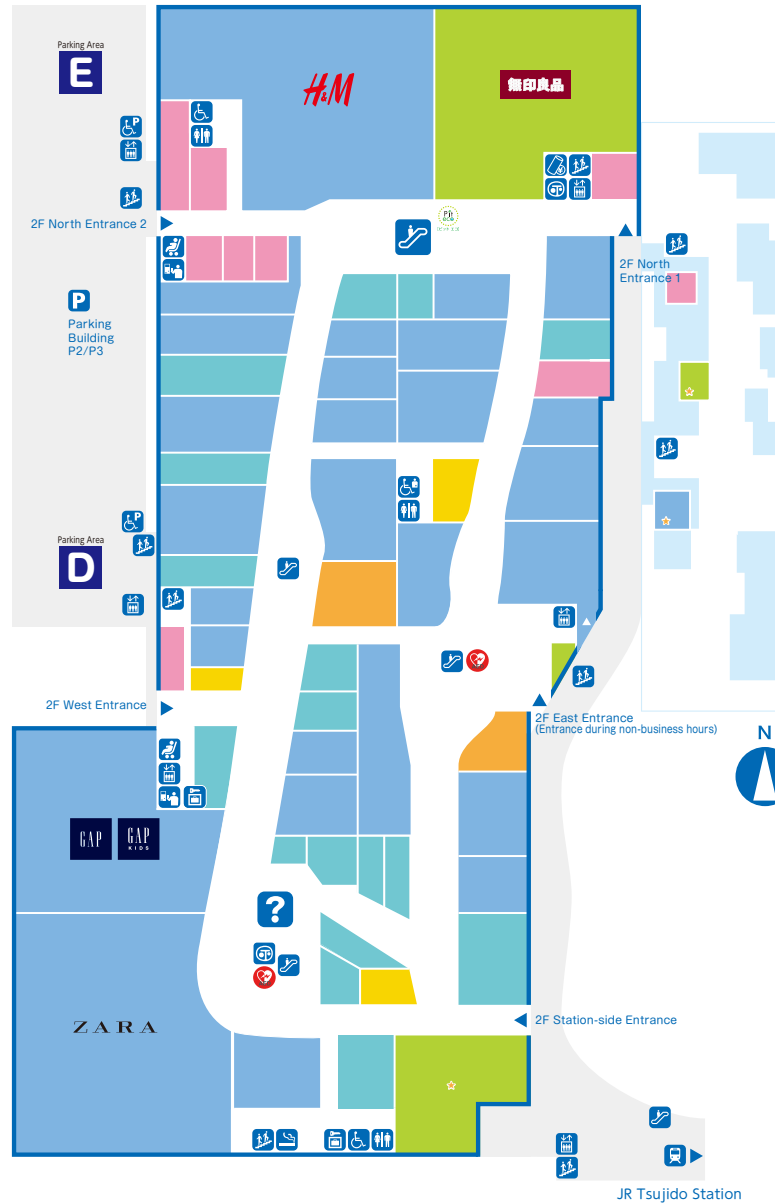 Parking Area
E
H&M
無印良品
P
2F North Entrance 2
Pit
eco
2F North
Entrance 1
P
Parking
Building
P2/P3
P
Parking Area
D
2F West Entrance
2F East Entrance
(Entrance during non-business hours)
N
GAP
GAP
KIDS
?
ZARA
2F Station-side Entrance
JR Tsujido Station